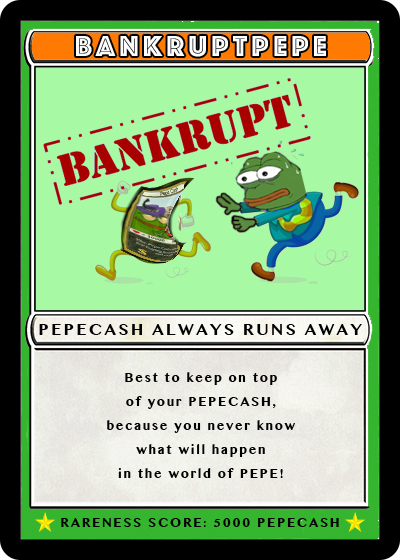 BANKRUPTPEPE
BANKRUPT
PEPECASH ALWAYS RUNS AWAY
Best to keep on top
of your PEPECASH,
because you never know
what will happen
in the world of PEPE!
RARENESS SCORE: 5000 PEPECASH